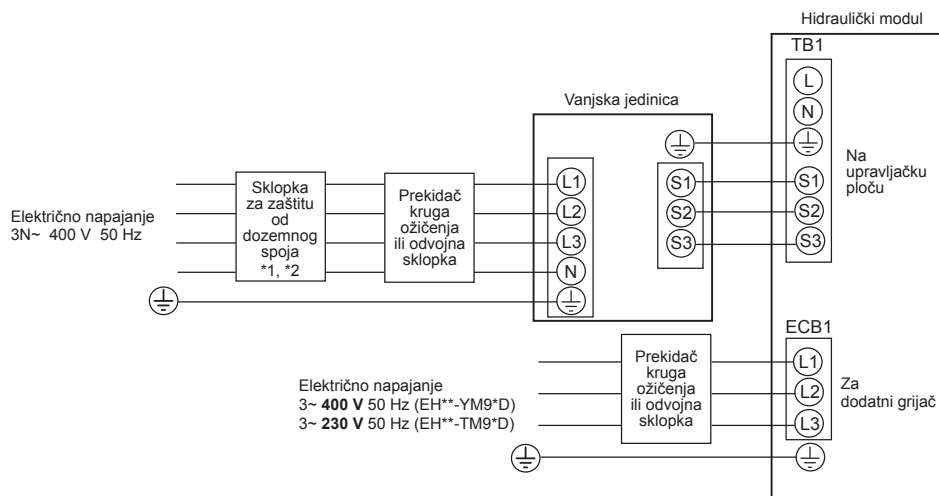 Hidraulički modul
TB1
L
N
Na
upravljačku
ploču
S1
S2
S3
Vanjska jedinica
S1
S2
S3
L1
L2
L3
N
Električno napajanje
3N~ 400 V 50 Hz
Sklopka
za zaštitu
od
dozemnog
spoja
*1, *2
Prekidač
kruga
ožičenja
ili odvojna
sklopka
ECB1
L1
L2
L3
Za
dodatni grijač
Prekidač
kruga
ožičenja
ili odvojna
sklopka
Električno napajanje
3~ 400 V 50 Hz (EH**-YM9*D)
3~ 230 V 50 Hz (EH**-TM9*D)